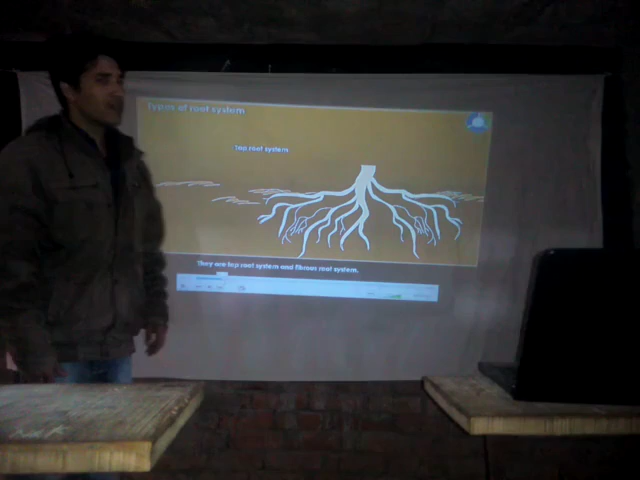 Types of root system
Tap root system
They are tap root system and fibrous root system.